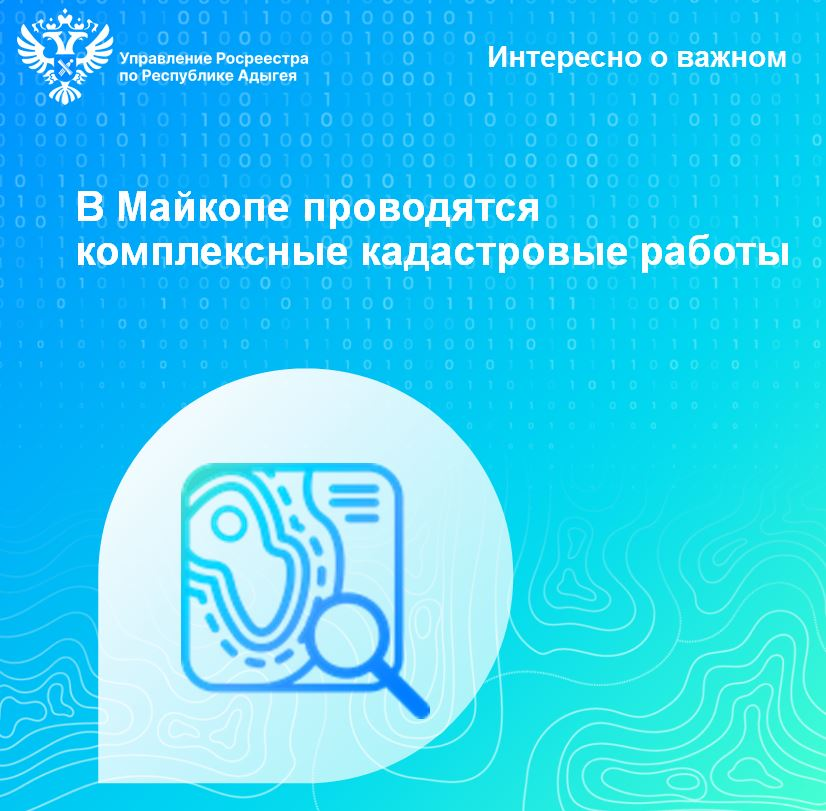 Управление Росреестра
по Республике Адыгея
Интересно о важном
В Майкопе проводятся
комплексные кадастровые работы